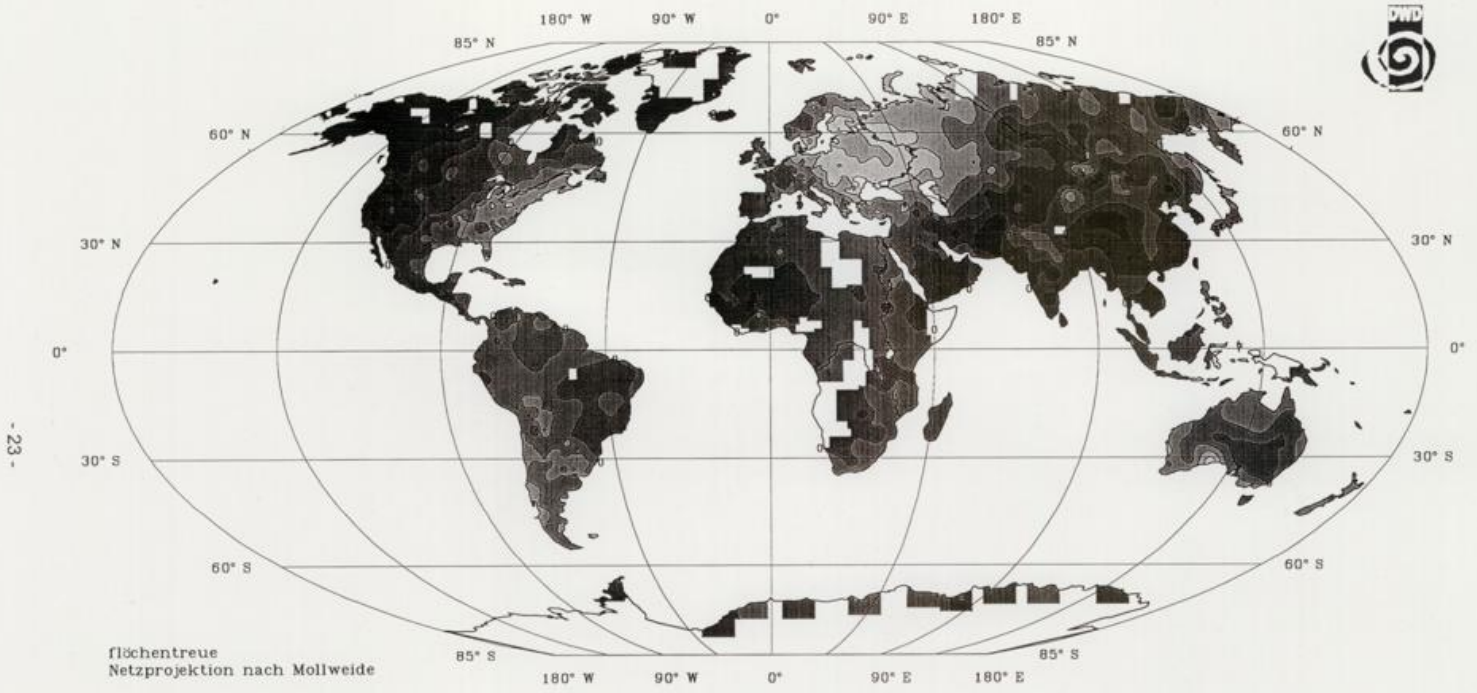 180° W 90° W 0° 90° E 180° E
DWD
85° N 85° N
60° N 60° N
30° N 30° N
0° 0°
- 23 -
30° S 30° S
60° S 60° S
85° S 85° S
flöchentreue
Netzprojektion nach Mollweide
180° W 90° W 0° 90° E 180° E